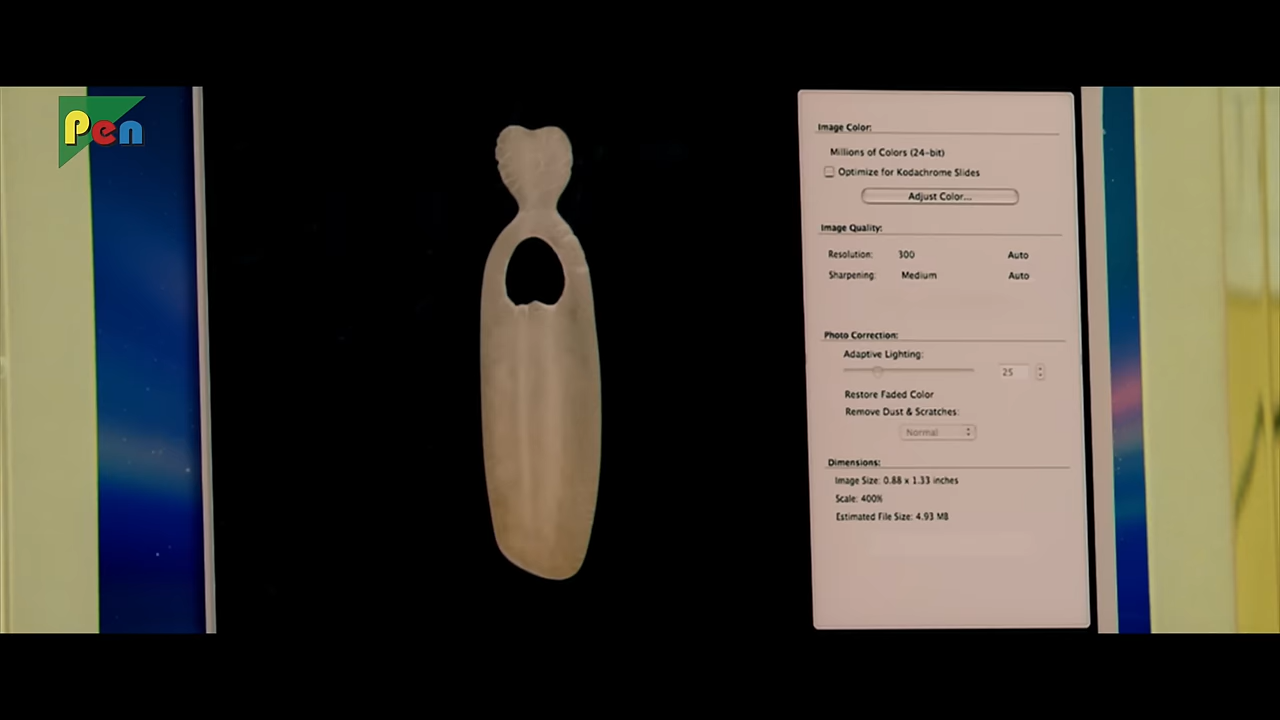 Pen
Image Color:
Millions of Colors (24-bit)
Optimize for Kodachrome Slides
Adjust Color...
Image Quality:
Resolution: 300 Auto
Sharpening: Medium Auto
Photo Correction:
Adaptive Lighting:
25
Restore Faded Color
Remove Dust & Scratches:
Normal
Dimensions:
Image Size: 0.88 x 1.33 inches
Scale: 400%
Estimated File Size: 4.93 MB